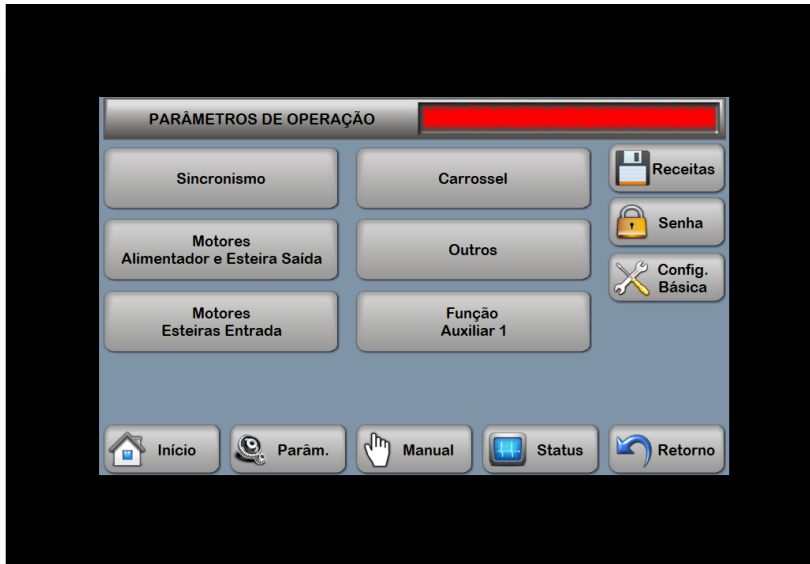 PARÂMETROS DE OPERAÇÃO
Sincronismo
Carrossel
Receitas
Motores
Alimentador e Esteira Saída
Outros
Senha
Config.
Básica
Motores
Esteiras Entrada
Função
Auxiliar 1
Início
Parâm.
Manual
Status
Retorno